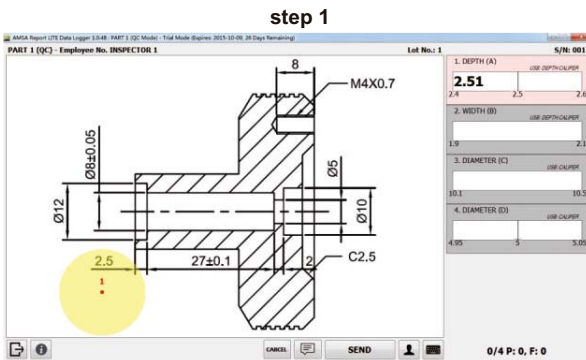 step 1
AMSA Report LITE Data Logger 1.0.48 - PART 1 (QC Mode) - Trial Mode (Expires: 2015-10-09, 28 Days Remaining)
PART 1 (QC) - Employee No. INSPECTOR 1
Lot No.: 1
S/N: 001
8
M4X0.7
Ø8±0.05
Ø12
Ø5
Ø10
2.5
27±0.1
2
C2.5
1
1. DEPTH (A)
USE DEPTH CALIPER
2.51
2.4 2.5 2.6
2. WIDTH (B)
USE CALIPER
1.9 2.1
3. DIAMETER (C)
USE CALIPER
10.1 10.5
4. DIAMETER (D)
USE CALIPER
4.95 5 5.05
CANCEL
SEND
0/4 P: 0, F: 0